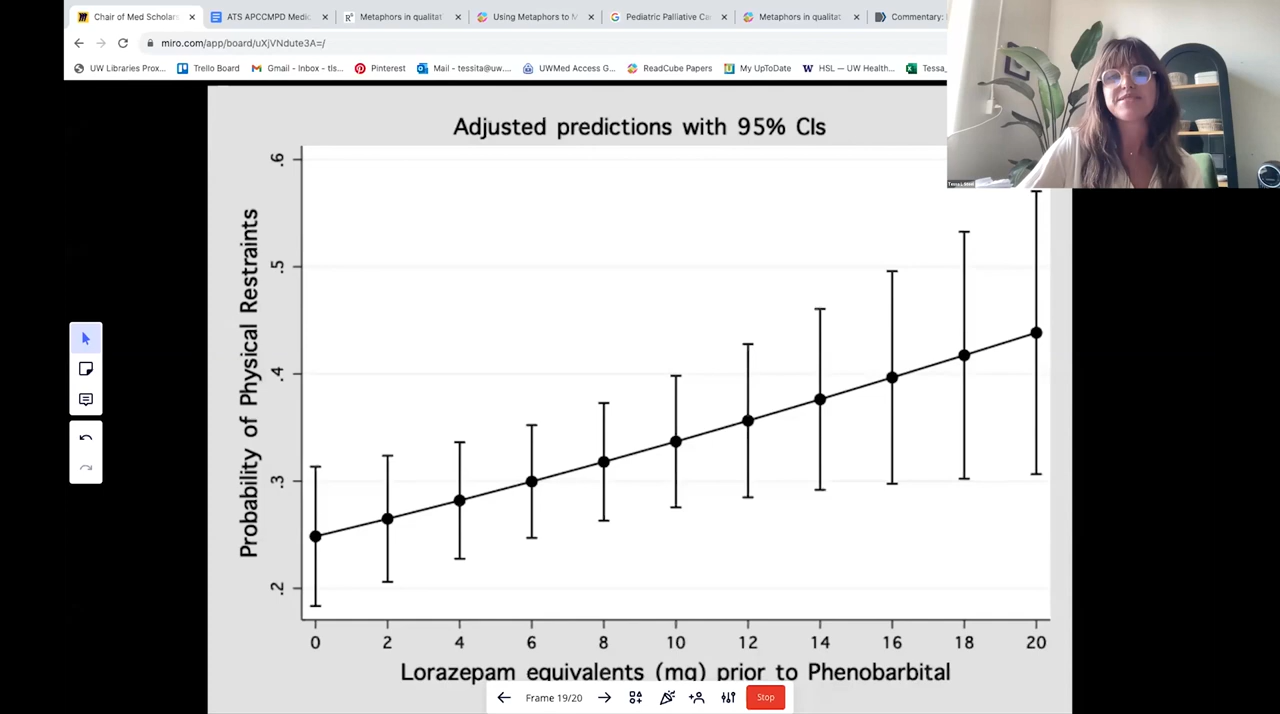 Chair of Med Scholars
ATS APCCMPD Medic
Metaphors in qualitat
Using Metaphors to M
Pediatric Palliative Ca
Metaphors in qualitat
Commentary:
miro.com/app/board/uXjVNdute3A=/
UW Libraries Prox...
Trello Board
Gmail - Inbox - tls...
Pinterest
Mail - tessita@uw....
UWMed Access G...
ReadCube Papers
My UpToDate
HSL — UW Health...
Tessa_
Adjusted predictions with 95% CIs
Probability of Physical Restraints
.6
.5
.4
.3
.2
0 2 4 6 8 10 12 14 16 18 20
Lorazepam equivalents (mg) prior to Phenobarbital
Frame 19/20
Stop